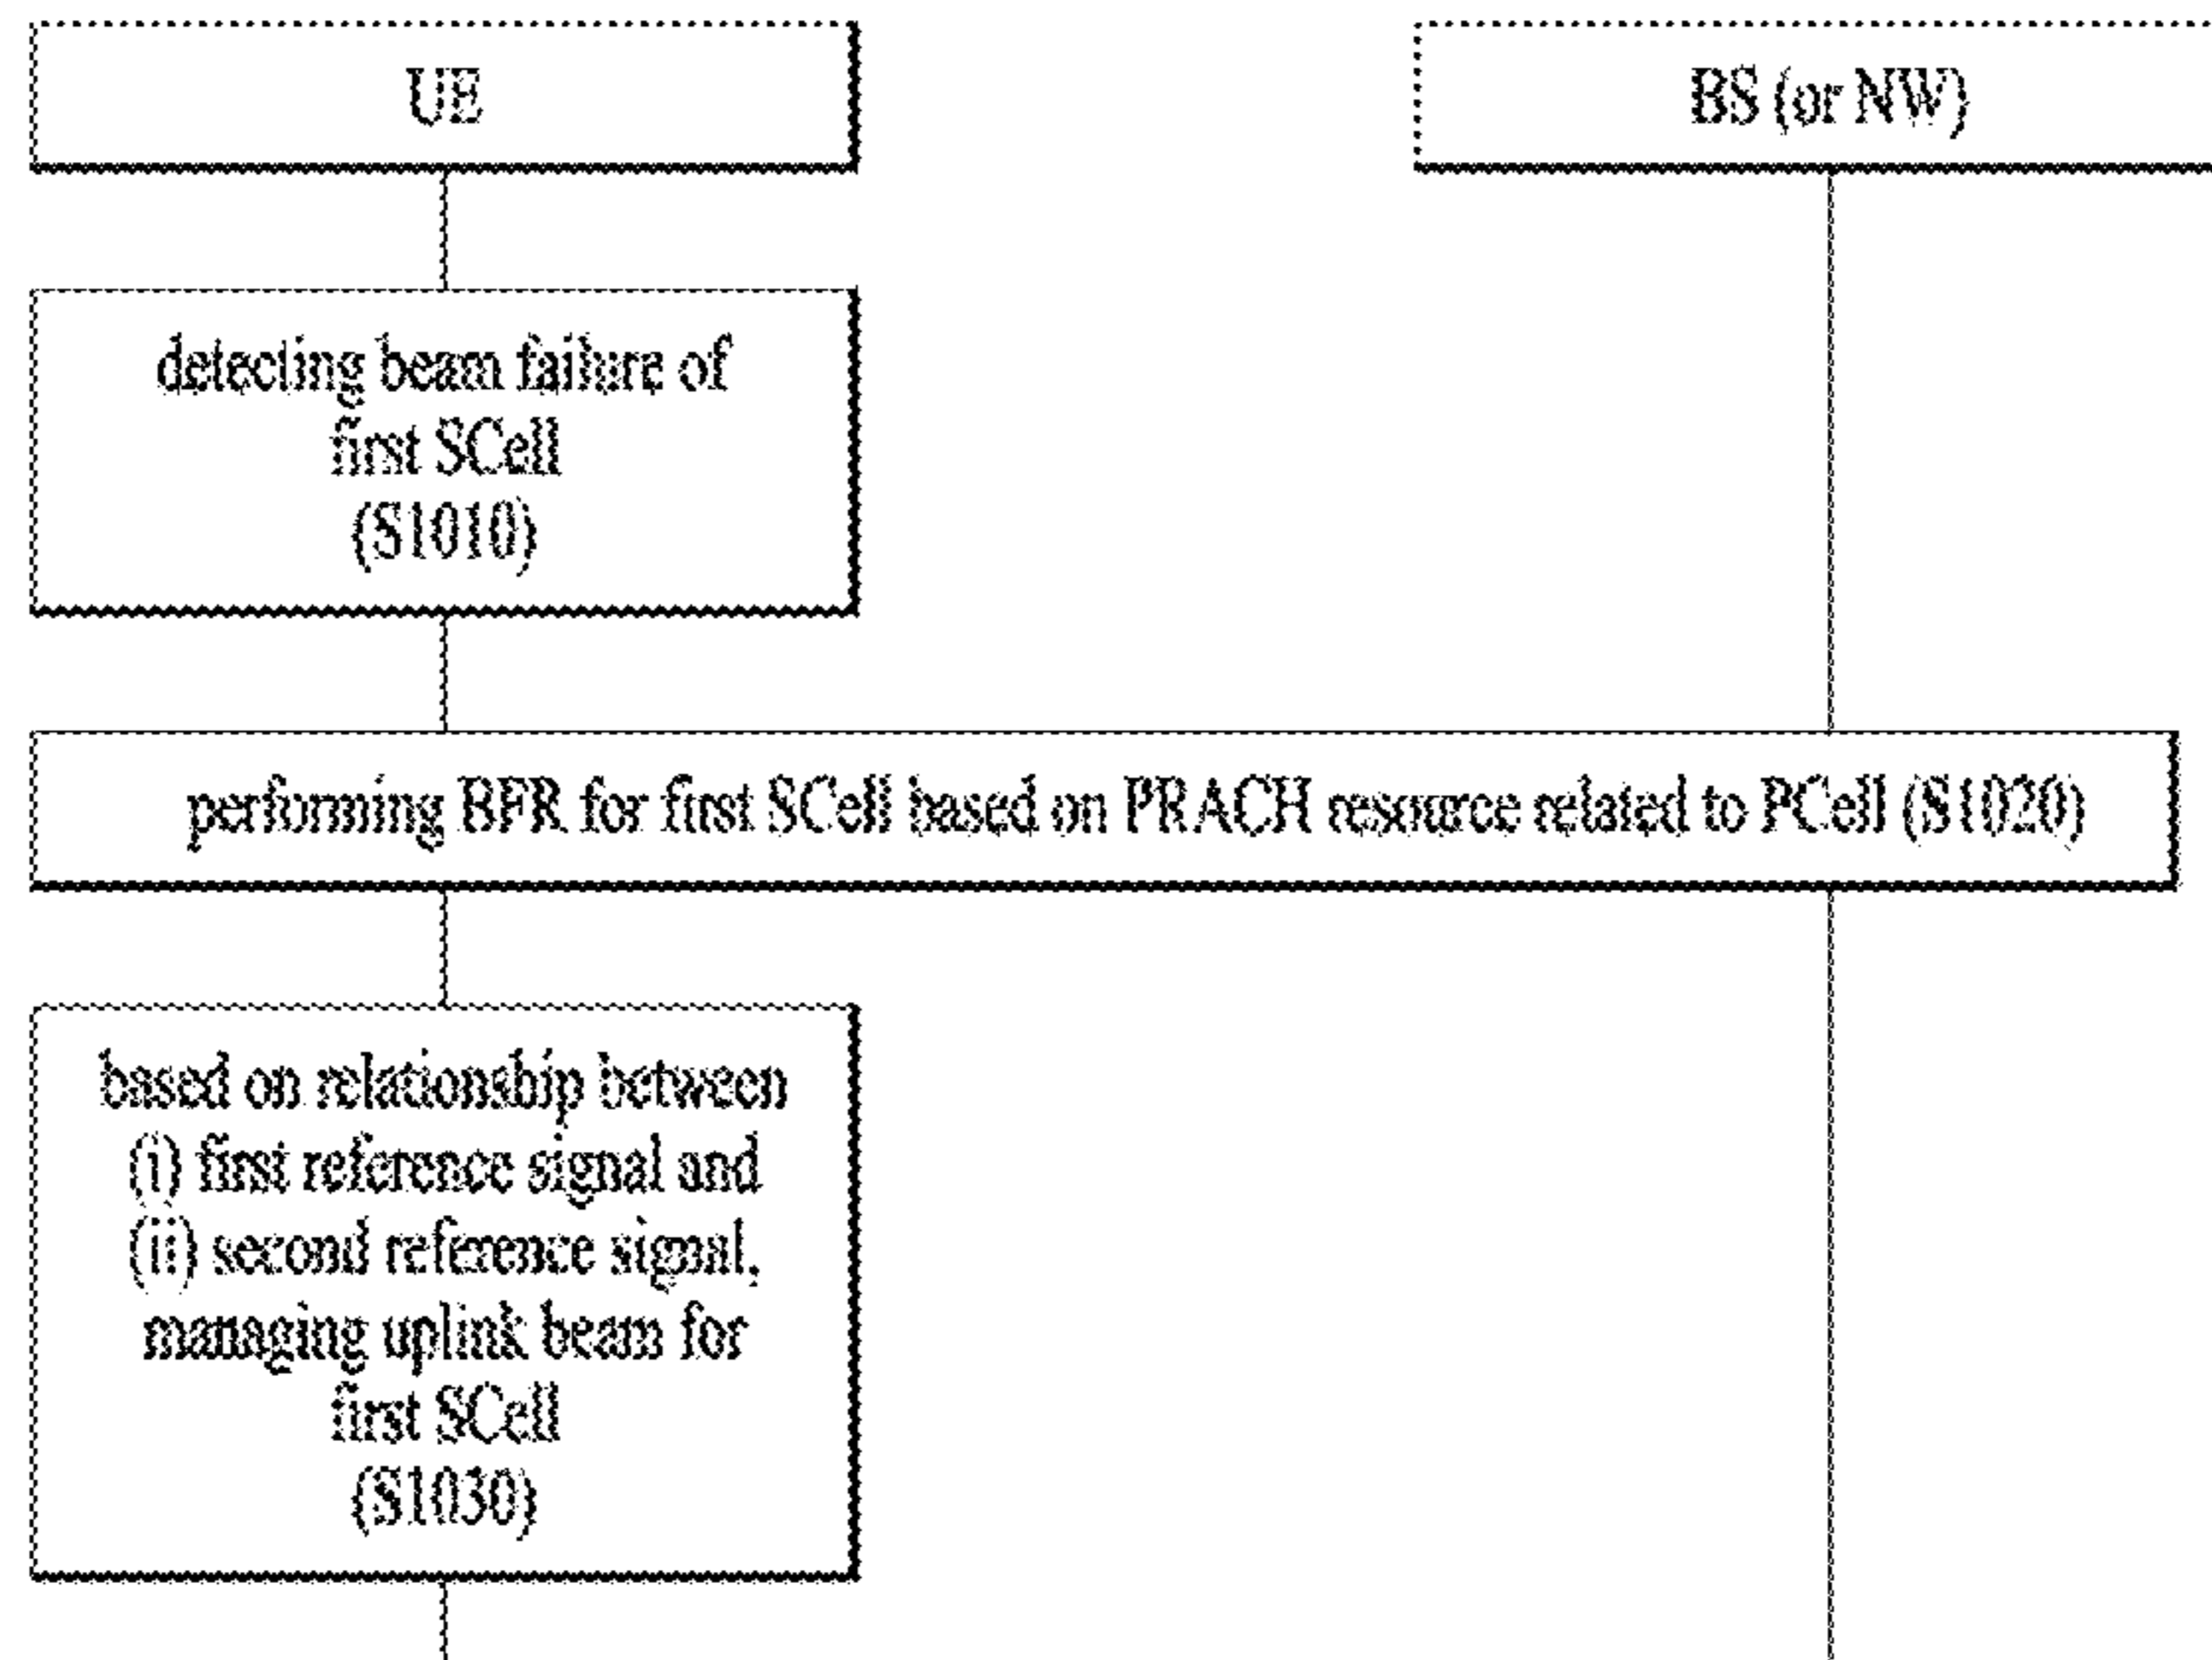 UE
BS (or NW)
detecting beam failure of
first SCell
(S1010)
performing BFR for first SCell based on PRACH resource related to PCell (S1020)
based on relationship between
(i) first reference signal and
(ii) second reference signal,
managing uplink beam for
first SCell
(S1030)